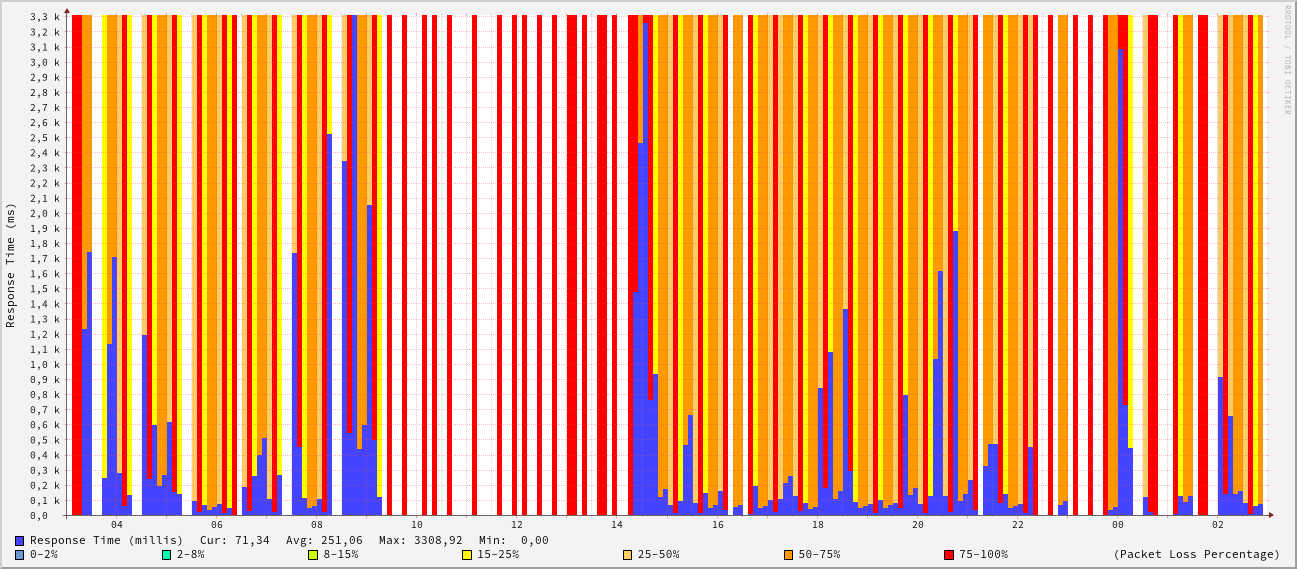 RRDTOOL / TOBI OETIKER
Response Time (ms)
3,3 k
3,2 k
3,1 k
3,0 k
2,9 k
2,8 k
2,7 k
2,6 k
2,5 k
2,4 k
2,3 k
2,2 k
2,1 k
2,0 k
1,9 k
1,8 k
1,7 k
1,6 k
1,5 k
1,4 k
1,3 k
1,2 k
1,1 k
1,0 k
0,9 k
0,8 k
0,7 k
0,6 k
0,5 k
0,4 k
0,3 k
0,2 k
0,1 k
0,0
04 06 08 10 12 14 16 18 20 22 00 02
Response Time (millis) Cur: 71,34 Avg: 251,06 Max: 3308,92 Min: 0,00
0-2% 2-8% 8-15% 15-25% 25-50% 50-75% 75-100% (Packet Loss Percentage)